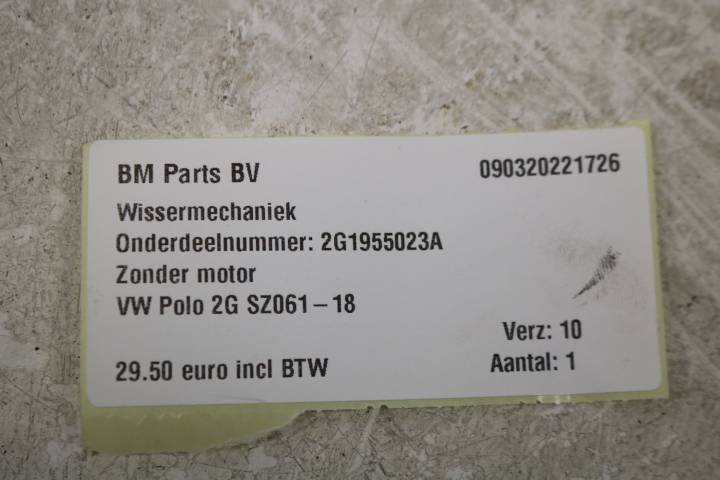 BM Parts BV
090320221726
Wissermechaniek
Onderdeelnummer: 2G1955023A
Zonder motor
VW Polo 2G SZ061-18
Verz: 10
29.50 euro incl BTW
Aantal: 1